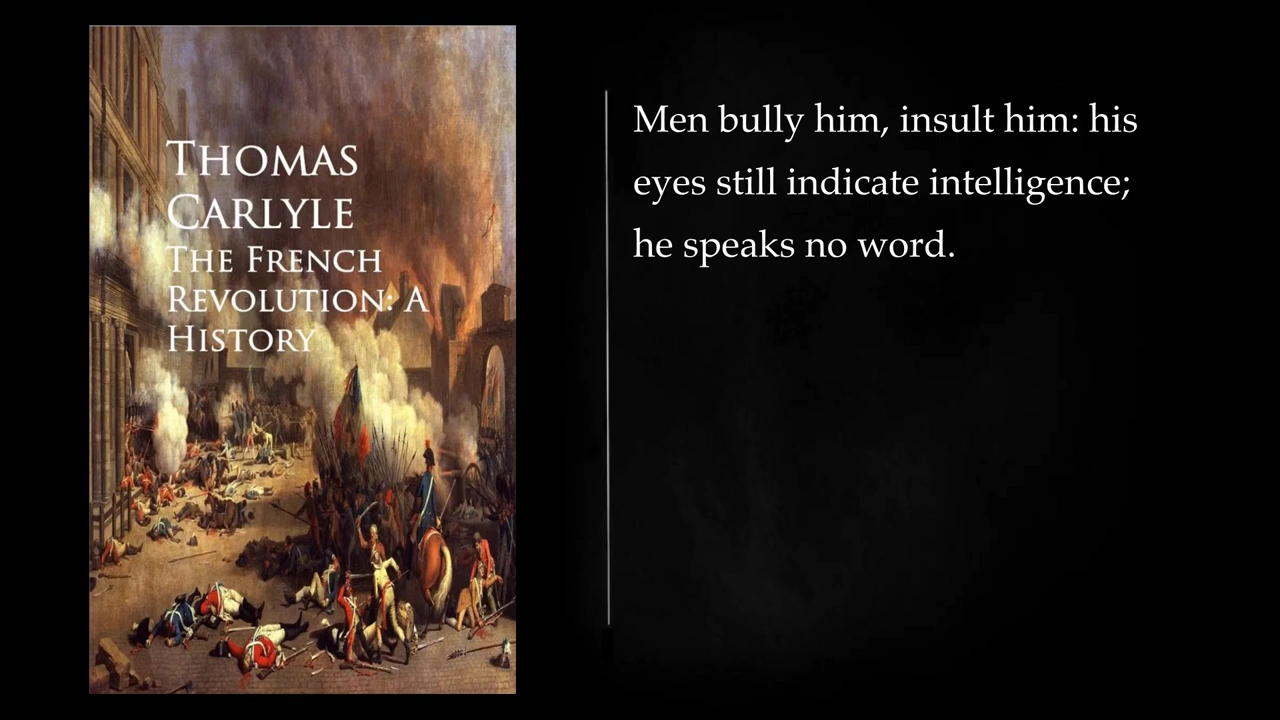 THOMAS
CARLYLE
THE FRENCH
REVOLUTION: A
HISTORY
Men bully him, insult him: his
eyes still indicate intelligence;
he speaks no word.